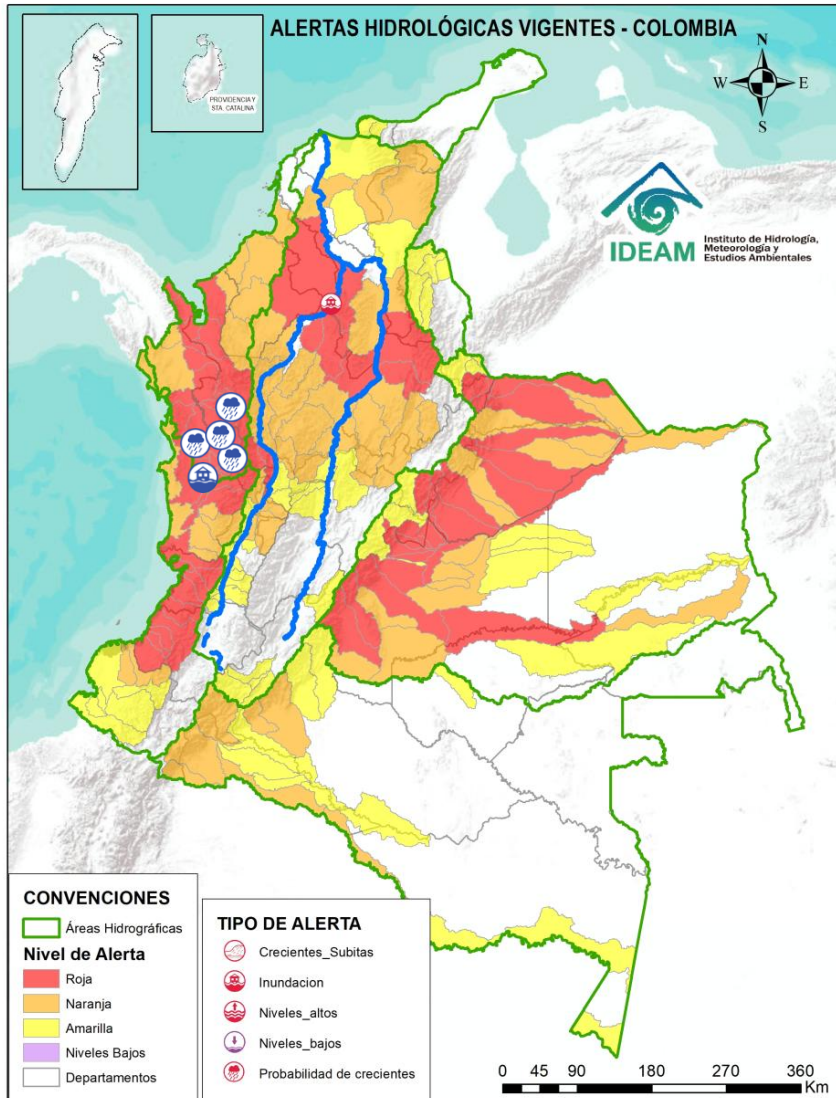 ALERTAS HIDROLÓGICAS VIGENTES - COLOMBIA
PROVIDENCIA Y
STA. CATALINA
N
W
E
S
IDEAM
Instituto de Hidrología,
Meteorología y
Estudios Ambientales
CONVENCIONES
Áreas Hidrográficas
Nivel de Alerta
Roja
Naranja
Amarilla
Niveles Bajos
Departamentos
TIPO DE ALERTA
Crecientes_Subitas
Inundacion
Niveles_altos
Niveles_bajos
Probabilidad de crecientes
0 45 90 180 270 360
Km